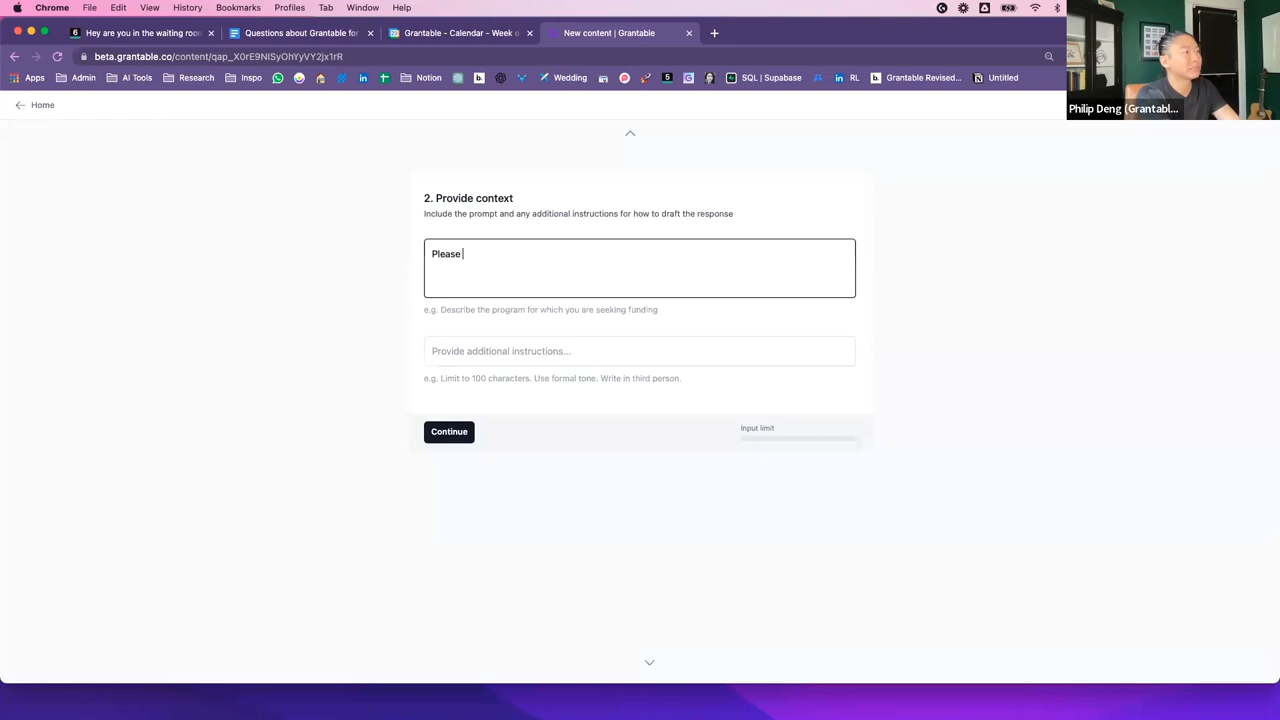 Chrome File Edit View History Bookmarks Profiles Tab Window Help
Hey are you in the waiting room
Questions about Grantable for
Grantable - Calendar - Week o
New content | Grantable
beta.grantable.co/content/qap_X0rE9NISyOhYyVY2jx1rR
Apps Admin AI Tools Research Inspo Notion b. Wedding 5 SQL | Supabase RL b. Grantable Revised... Untitled
Philip Deng (Grantabl...
Home
2. Provide context
Include the prompt and any additional instructions for how to draft the response
Please
e.g. Describe the program for which you are seeking funding
Provide additional instructions...
e.g. Limit to 100 characters. Use formal tone. Write in third person.
Continue
Input limit